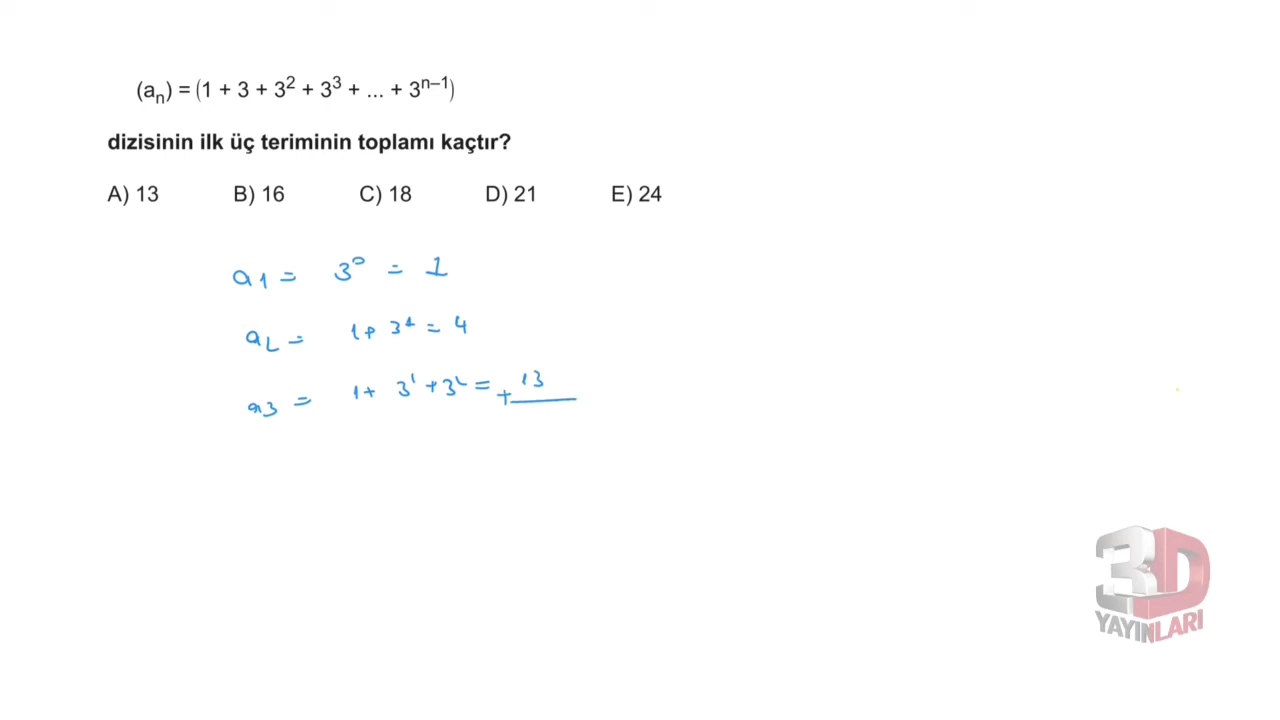 (aₙ) = (1 + 3 + 3² + 3³ + ... + 3ⁿ⁻¹)
dizisinin ilk üç teriminin toplamı kaçtır?
A) 13 B) 16 C) 18 D) 21 E) 24
a1 = 3⁰ = 1
a2 = 1 + 3¹ = 4
a3 = 1 + 3¹ + 3² = 13
+
3D
YAYINLARI